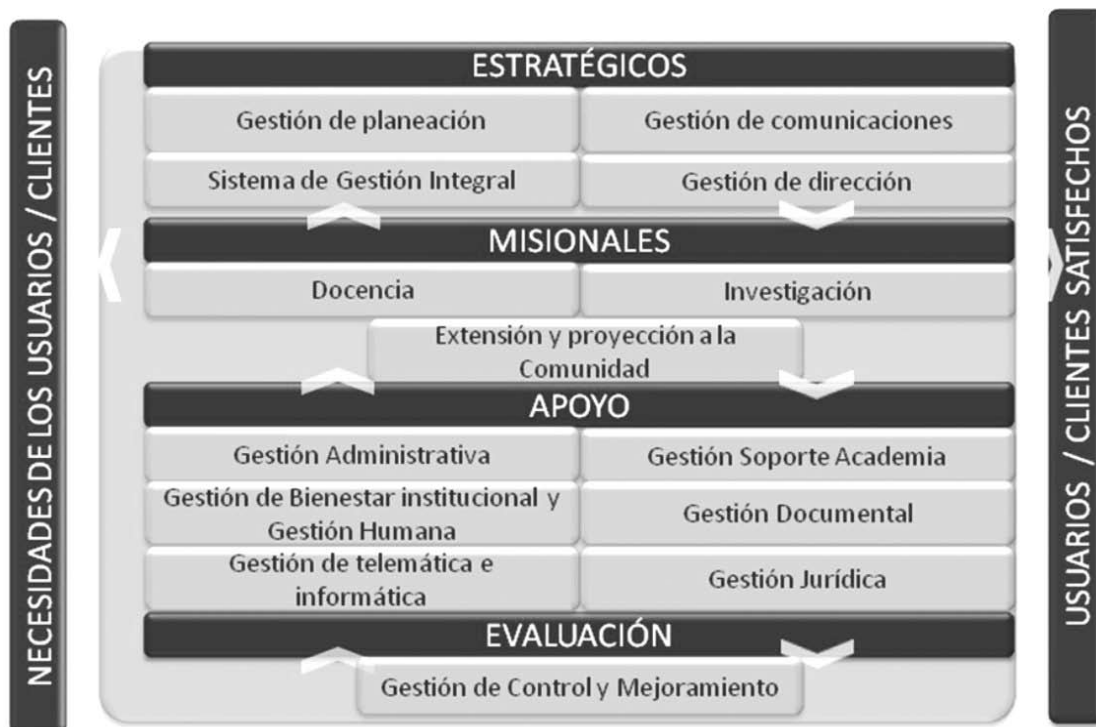 NECESIDADES DE LOS USUARIOS / CLIENTES
ESTRATÉGICOS
Gestión de planeación
Gestión de comunicaciones
Sistema de Gestión Integral
Gestión de dirección
MISIONALES
Docencia
Investigación
Extensión y proyección a la
Comunidad
APOYO
Gestión Administrativa
Gestión Soporte Academia
Gestión de Bienestar institucional y
Gestión Humana
Gestión Documental
Gestión de telemática e
informática
Gestión Jurídica
EVALUACIÓN
Gestión de Control y Mejoramiento
USUARIOS / CLIENTES SATISFECHOS